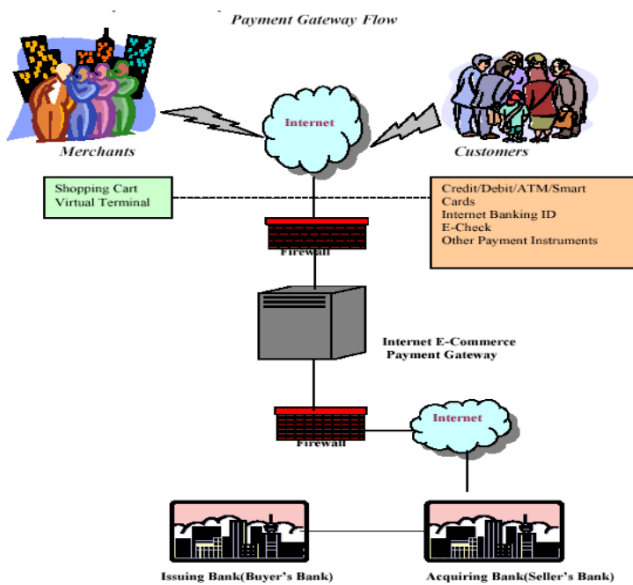 Payment Gateway Flow
Internet
Merchants
Customers
Shopping Cart
Virtual Terminal
Credit/Debit/ATM/Smart
Cards
Internet Banking ID
E-Check
Other Payment Instruments
Firewall
Internet E-Commerce
Payment Gateway
Internet
Firewall
Issuing Bank(Buyer's Bank)
Acquiring Bank(Seller's Bank)